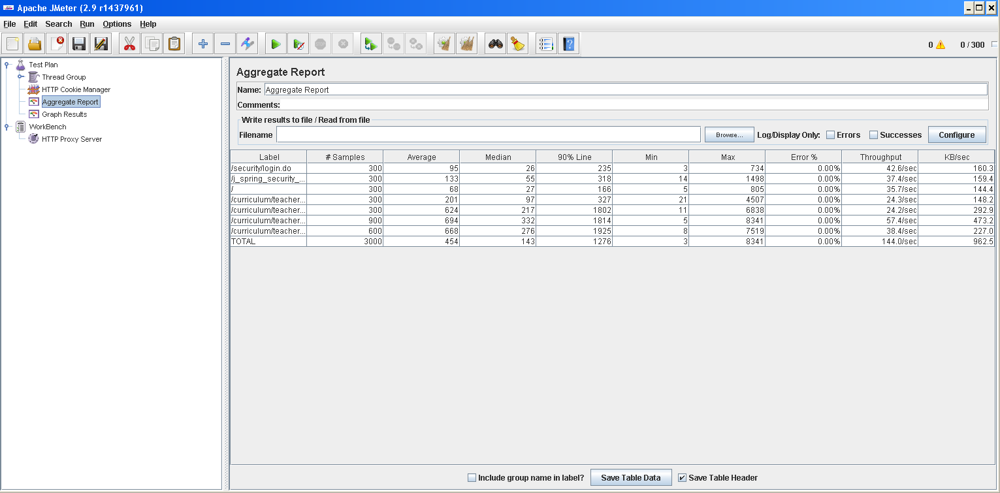 Apache JMeter (2.9 r1437961)
File Edit Search Run Options Help
0 0 / 300
Test Plan
Thread Group
HTTP Cookie Manager
Aggregate Report
Graph Results
WorkBench
HTTP Proxy Server
Aggregate Report
Name: Aggregate Report
Comments:
Write results to file / Read from file
Filename Browse... Log/Display Only: Errors Successes Configure
Label # Samples Average Median 90% Line Min Max Error % Throughput KB/sec
/security/login.do 300 95 26 235 3 734 0.00% 42.6/sec 160.3
/j_spring_security_... 300 133 55 318 14 1498 0.00% 37.4/sec 159.4
/ 300 68 27 166 5 805 0.00% 35.7/sec 144.4
/curriculum/teacher... 300 201 97 327 21 4507 0.00% 24.3/sec 148.2
/curriculum/teacher... 300 624 217 1802 11 6838 0.00% 24.2/sec 292.9
/curriculum/teacher... 900 694 332 1814 5 8341 0.00% 57.4/sec 473.2
/curriculum/teacher... 600 668 276 1925 8 7519 0.00% 38.4/sec 227.0
TOTAL 3000 454 143 1276 3 8341 0.00% 144.0/sec 962.5
Include group name in label? Save Table Data Save Table Header